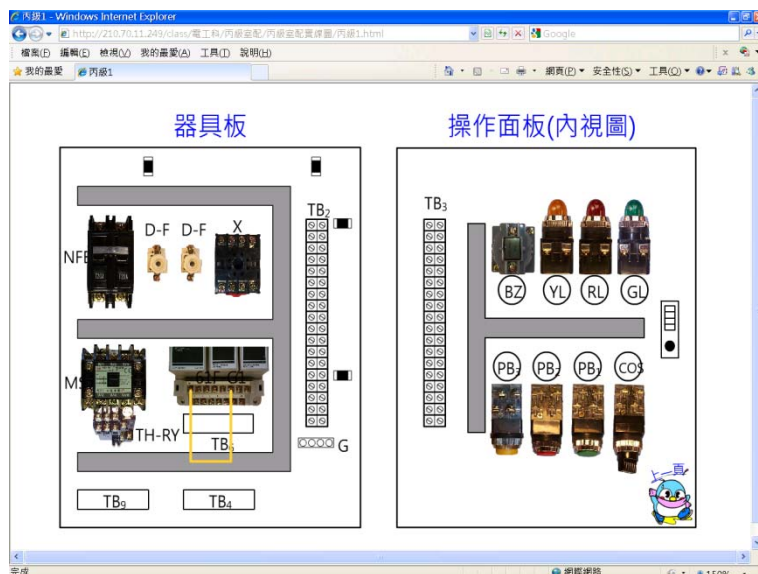 丙級1 - Windows Internet Explorer
http://210.70.11.249/class/電工科/丙級室配/丙級室配實線圖/丙級1.html
Google
檔案(F) 編輯(E) 檢視(V) 我的最愛(A) 工具(T) 說明(H)
我的最愛 丙級1
網頁(P) 安全性(S) 工具(O)
器具板
操作面板(內視圖)
TB2
NFB
D-F D-F X
MS
TH-RY
TB9
TB4
G
TB3
BZ YL RL GL
PB2 PB1 COS
上一頁
完成
網際網路
150%